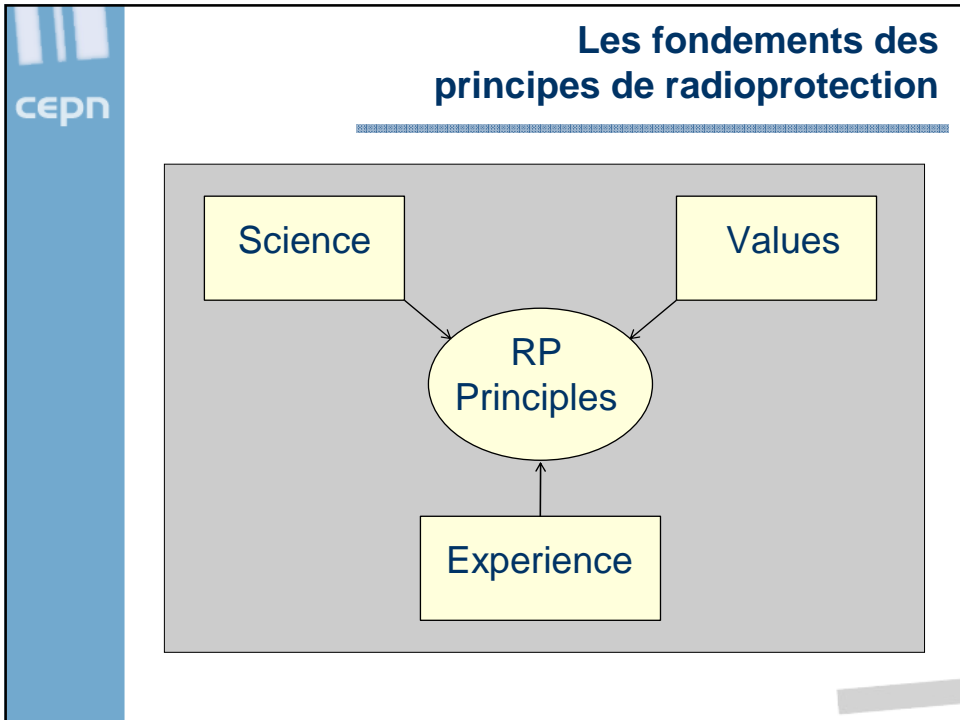 Les fondements des
principes de radioprotection
cepn
Science
Values
RP
Principles
Experience